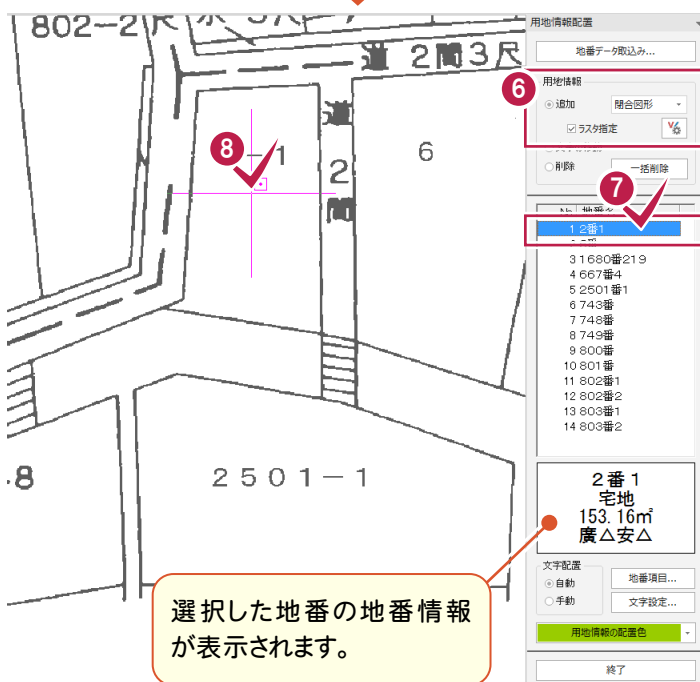 802-2
道 2間3尺
道
2
間
-1
6
2501-1
8
⑧
選択した地番の地番情報
が表示されます。
用地情報配置
地番データ取込み...
用地情報
⑥
追加
閉合図形
ラスタ指定
削除
一括削除
⑦
1 2番1
3 1680番219
4 667番4
5 2501番1
6 743番
7 748番
8 749番
9 800番
10 801番
11 802番1
12 802番2
13 803番1
14 803番2
2番1
宅地
153.16㎡
廣△安△
文字配置
自動
地番項目...
手動
文字設定...
用地情報の配置色
終了